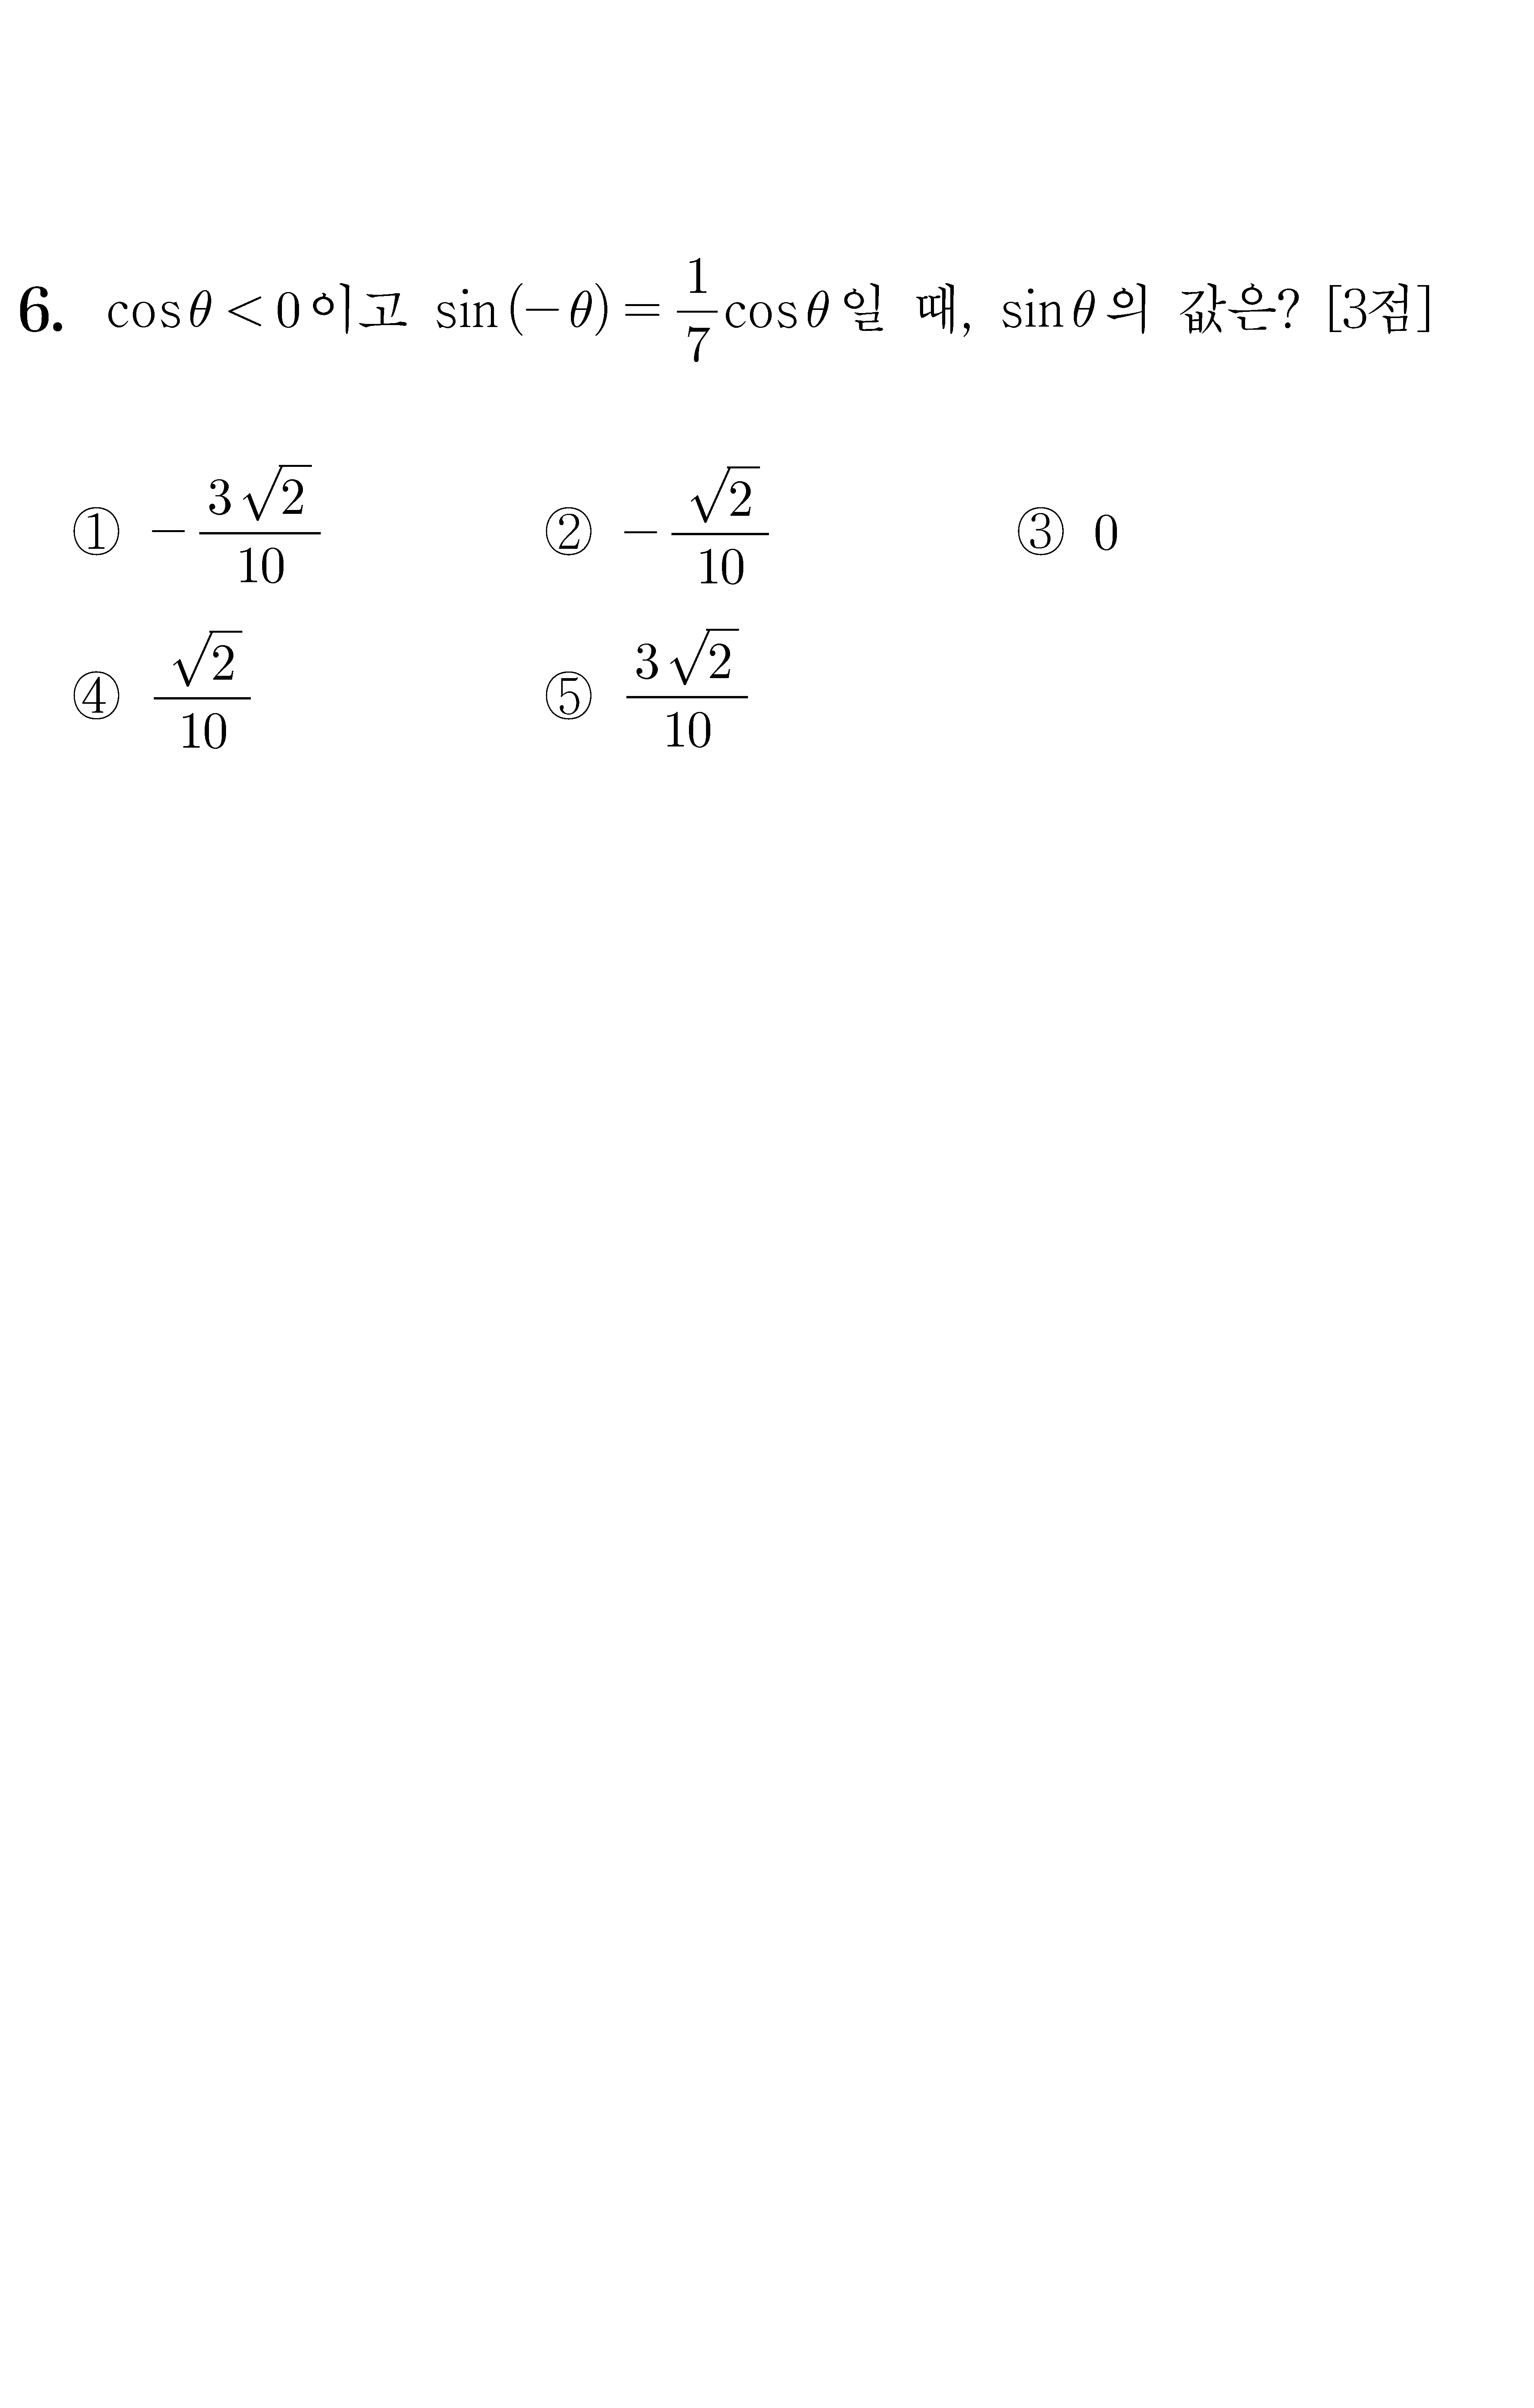 6. cosθ < 0 이고 sin(−θ) = 1/7 cosθ 일 때, sinθ 의 값은? [3점]
① −3√2/10 ② −√2/10 ③ 0
④ √2/10 ⑤ 3√2/10